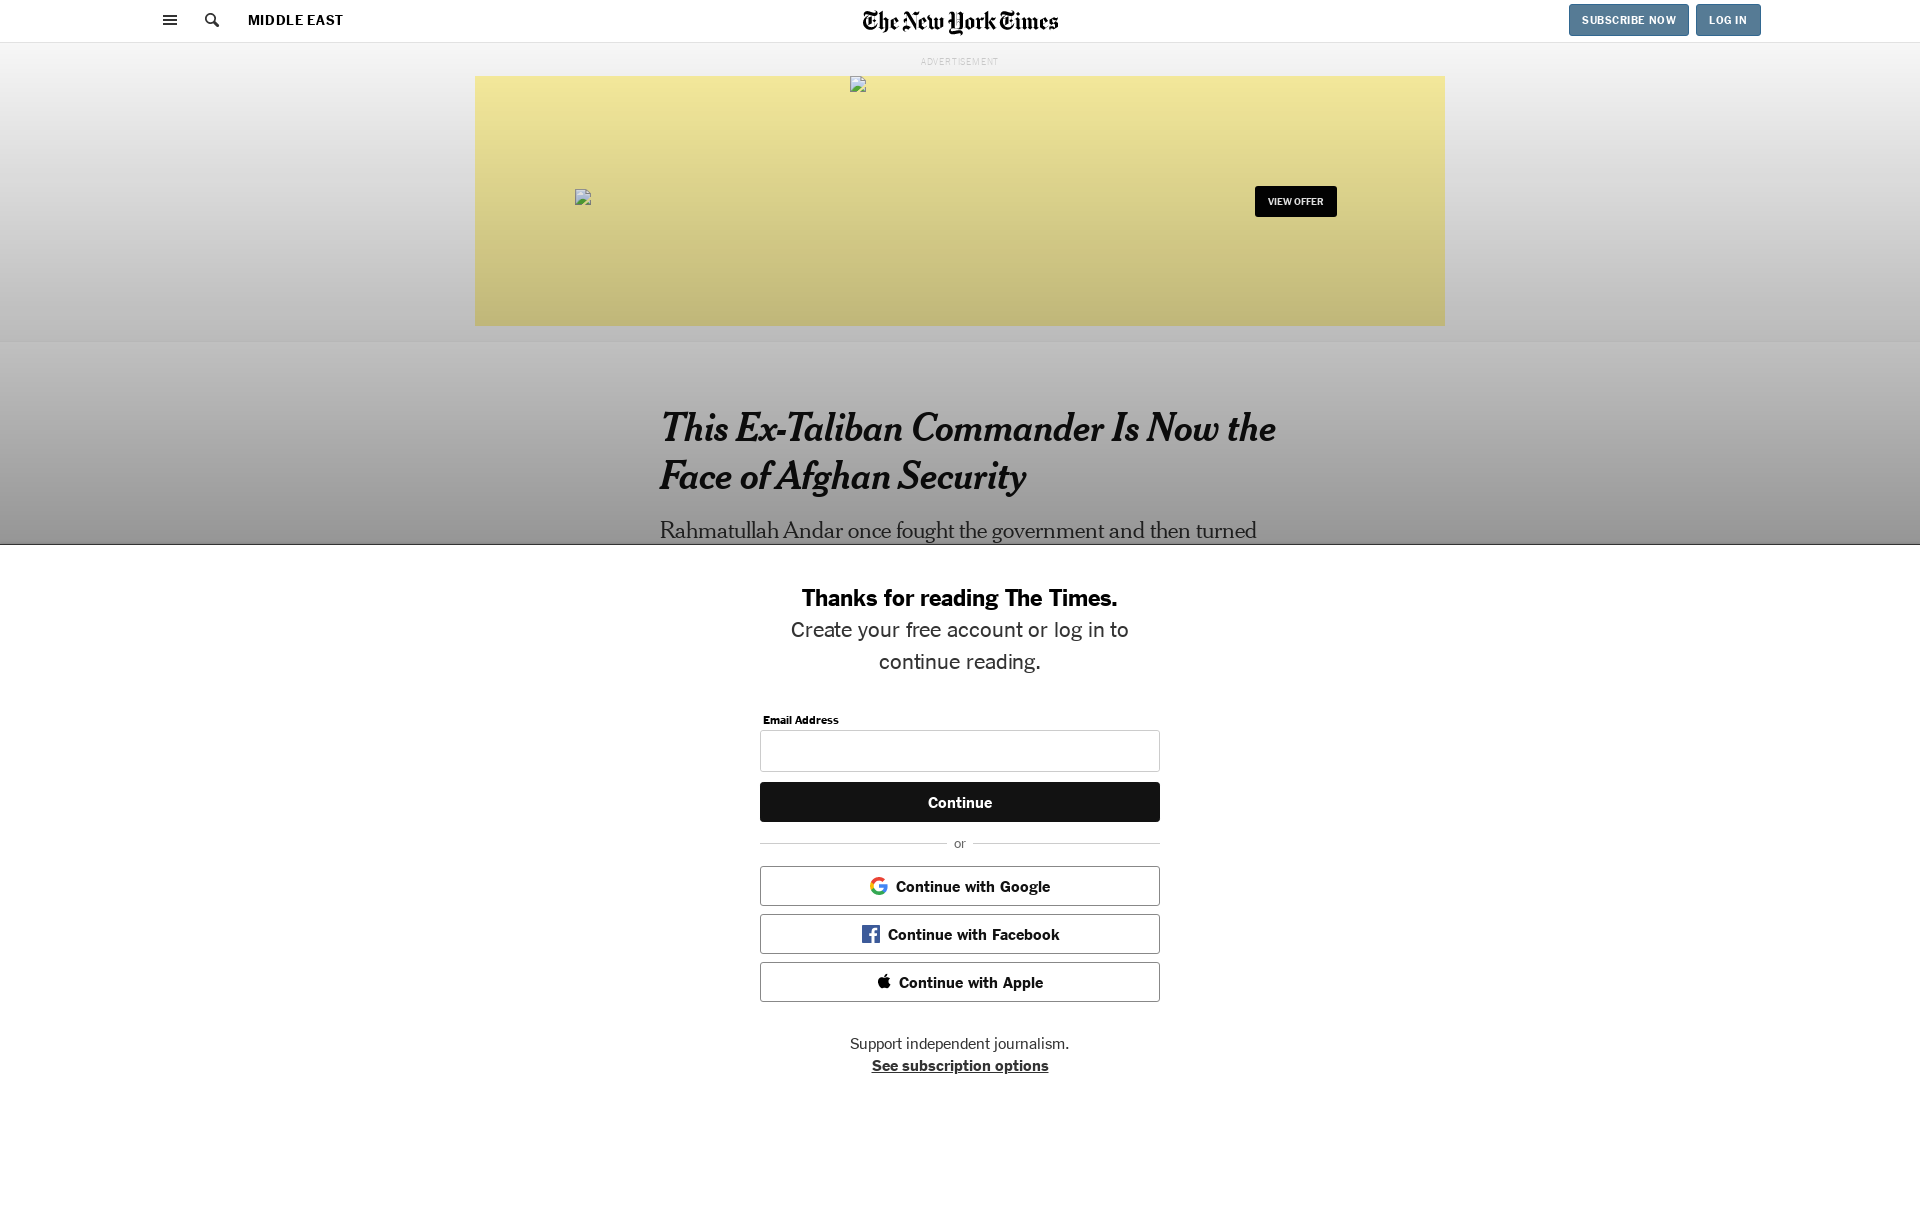 MIDDLE EAST
The New York Times
SUBSCRIBE NOW
LOG IN
ADVERTISEMENT
VIEW OFFER
This Ex-Taliban Commander Is Now the
Face of Afghan Security
Rahmatullah Andar once fought the government and then turned
Thanks for reading The Times.
Create your free account or log in to
continue reading.
Email Address
Continue
or
Continue with Google
Continue with Facebook
Continue with Apple
Support independent journalism.
See subscription options